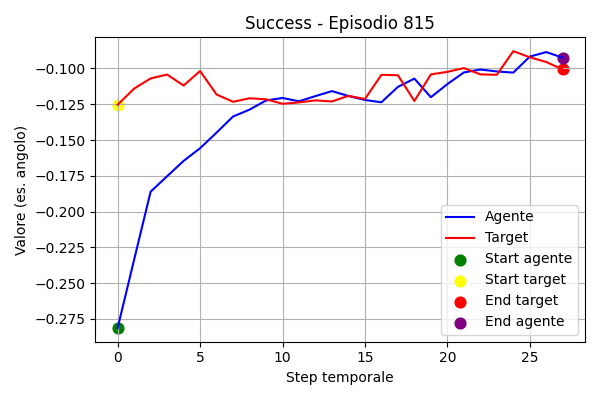 Success - Episodio 815
Valore (es. angolo)
−0.100
−0.125
−0.150
−0.175
−0.200
−0.225
−0.250
−0.275
0 5 10 15 20 25
Step temporale
Agente
Target
Start agente
Start target
End target
End agente